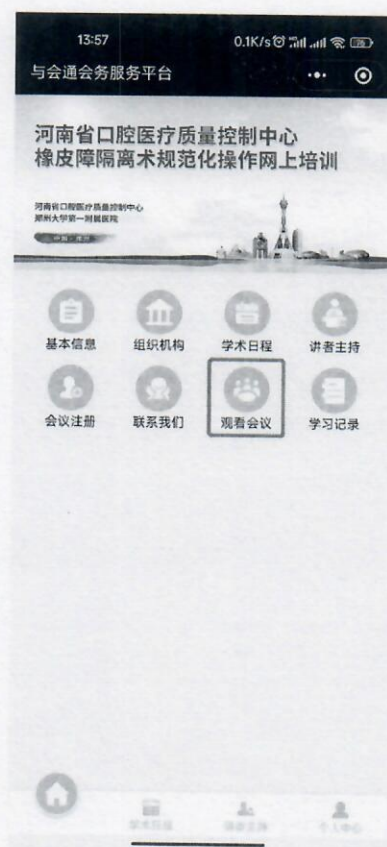 13:57
0.1K/s
与会通会务服务平台
河南省口腔医疗质量控制中心
橡皮障隔离术规范化操作网上培训
河南省口腔医疗质量控制中心
郑州大学第一附属医院
基本信息 组织机构 学术日程 讲者主持
会议注册 联系我们 观看会议 学习记录
个人中心